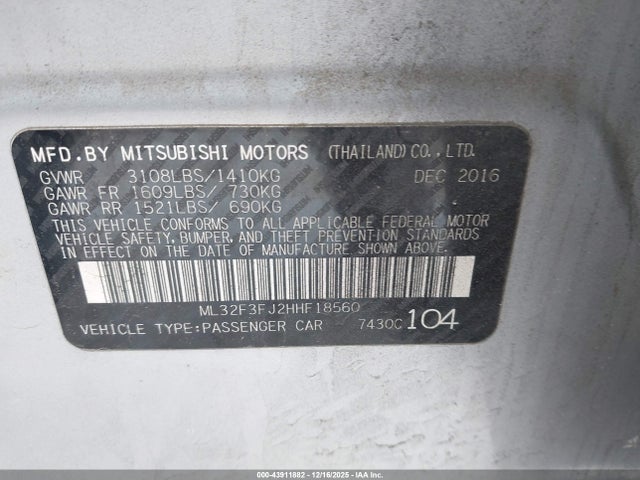 MFD.BY MITSUBISHI MOTORS (THAILAND)CO.,LTD.
GVWR 3108LBS/1410KG DEC 2016
GAWR FR 1609LBS/ 730KG
GAWR RR 1521LBS/ 690KG
THIS VEHICLE CONFORMS TO ALL APPLICABLE FEDERAL MOTOR
VEHICLE SAFETY, BUMPER, AND THEFT PREVENTION STANDARDS
IN EFFECT ON THE DATE OF MANUFACTURE SHOWN ABOVE.
ML32F3FJ2HHF18560
VEHICLE TYPE:PASSENGER CAR 7430C 104
000-43911882 - 12/16/2025 - IAA Inc.